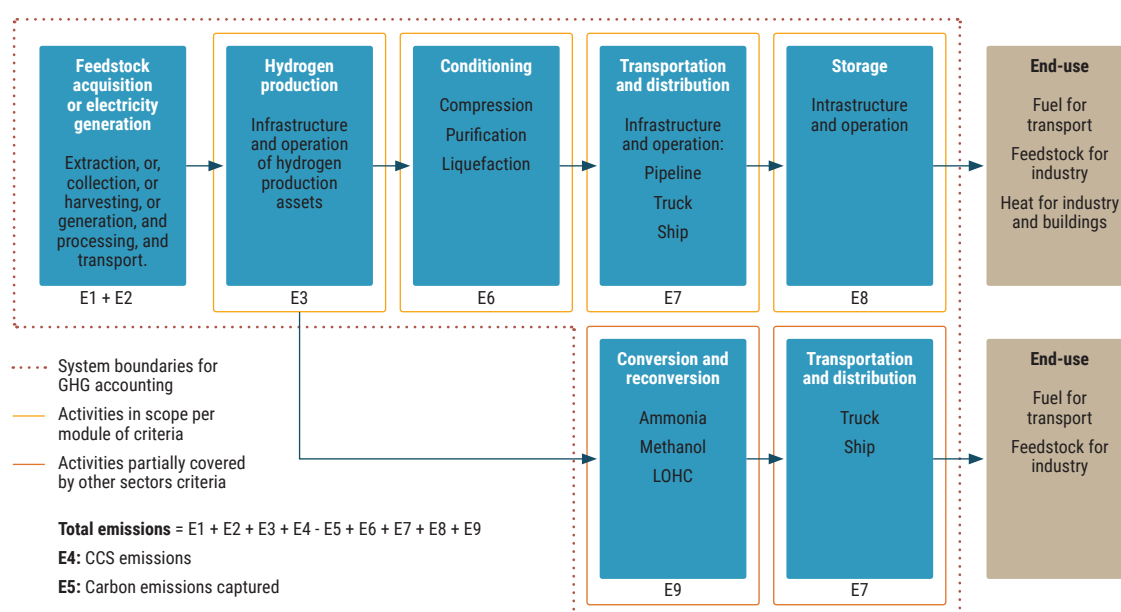 Feedstock
acquisition
or electricity
generation
Extraction, or,
collection, or
harvesting, or
generation, and
processing, and
transport.
E1 + E2
Hydrogen
production
Infrastructure
and operation
of hydrogen
production
assets
E3
Conditioning
Compression
Purification
Liquefaction
E6
Transportation
and distribution
Infrastructure
and operation:
Pipeline
Truck
Ship
E7
Storage
Intrastructure
and operation
E8
End-use
Fuel for
transport
Feedstock for
industry
Heat for industry
and buildings
System boundaries for
GHG accounting
Activities in scope per
module of criteria
Activities partially covered
by other sectors criteria
Conversion and
reconversion
Ammonia
Methanol
LOHC
E9
Transportation
and distribution
Truck
Ship
E7
End-use
Fuel for
transport
Feedstock for
industry
Total emissions = E1 + E2 + E3 + E4 - E5 + E6 + E7 + E8 + E9
E4: CCS emissions
E5: Carbon emissions captured